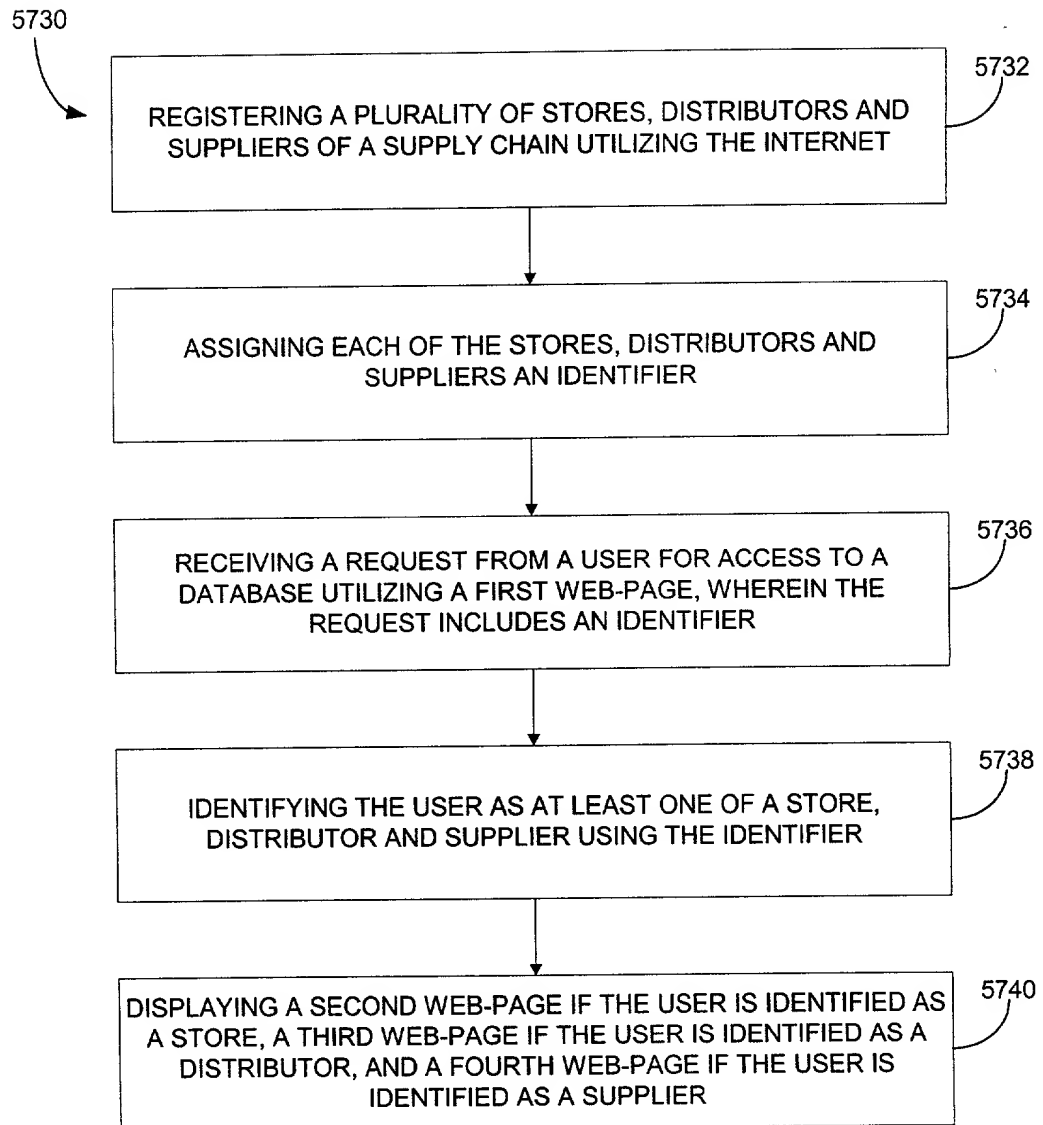 5730
5732
REGISTERING A PLURALITY OF STORES, DISTRIBUTORS AND
SUPPLIERS OF A SUPPLY CHAIN UTILIZING THE INTERNET
5734
ASSIGNING EACH OF THE STORES, DISTRIBUTORS AND
SUPPLIERS AN IDENTIFIER
5736
RECEIVING A REQUEST FROM A USER FOR ACCESS TO A
DATABASE UTILIZING A FIRST WEB-PAGE, WHEREIN THE
REQUEST INCLUDES AN IDENTIFIER
5738
IDENTIFYING THE USER AS AT LEAST ONE OF A STORE,
DISTRIBUTOR AND SUPPLIER USING THE IDENTIFIER
5740
DISPLAYING A SECOND WEB-PAGE IF THE USER IS IDENTIFIED AS
A STORE, A THIRD WEB-PAGE IF THE USER IS IDENTIFIED AS A
DISTRIBUTOR, AND A FOURTH WEB-PAGE IF THE USER IS
IDENTIFIED AS A SUPPLIER